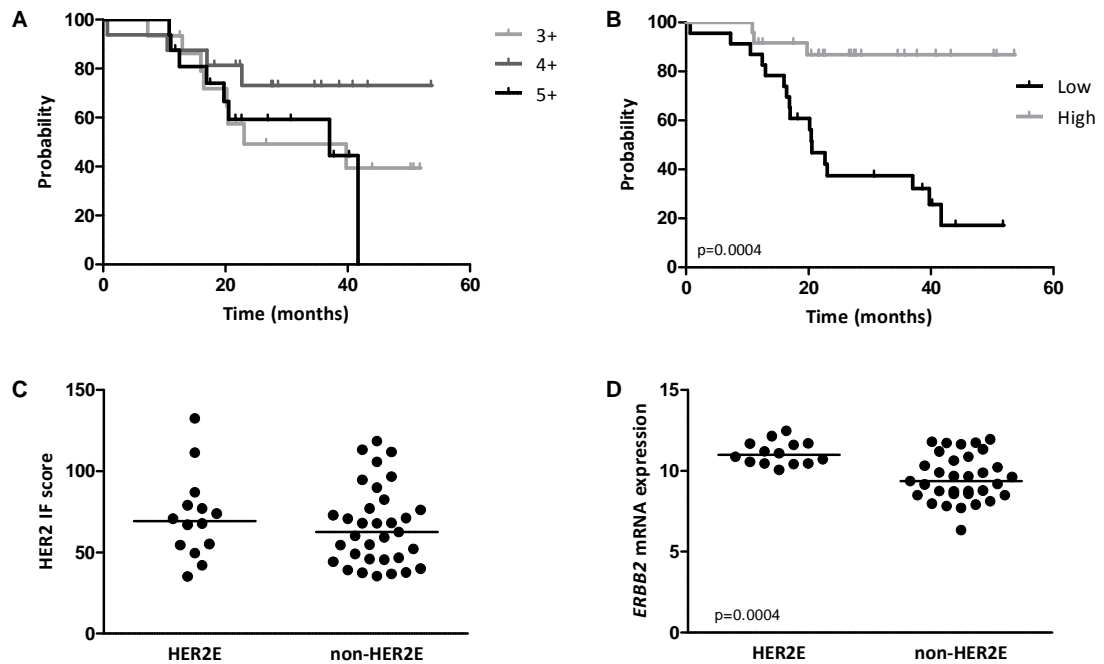 A
100
80
60
40
20
0
Probability
0 20 40 60
Time (months)
3+
4+
5+
B
100
80
60
40
20
0
Probability
p=0.0004
0 20 40 60
Time (months)
Low
High
C
150
100
50
0
HER2 IF score
HER2E non-HER2E
D
15
10
5
0
ERBB2 mRNA expression
p=0.0004
HER2E non-HER2E